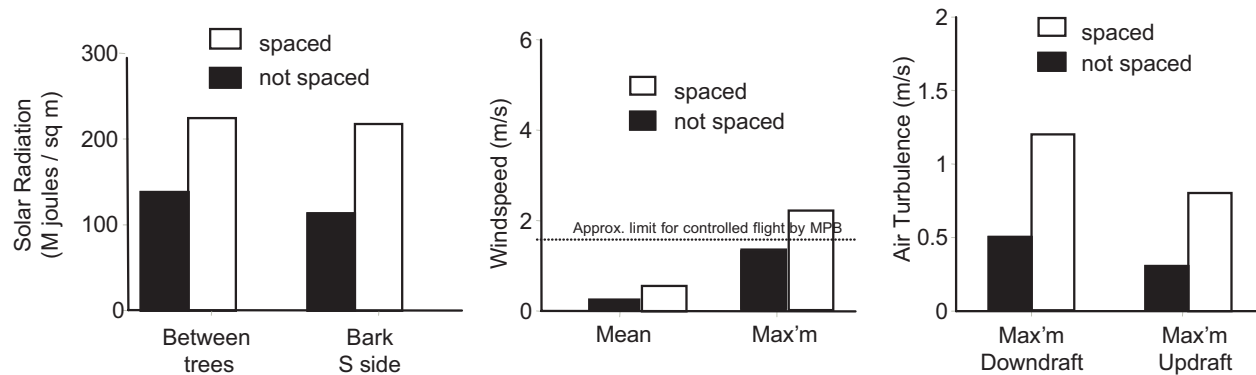 Solar Radiation
(M joules / sq m)
300
200
100
0
spaced
not spaced
Between
trees
Bark
S side
Windspeed (m/s)
6
4
2
0
spaced
not spaced
Approx. limit for controlled flight by MPB
Mean
Max'm
Air Turbulence (m/s)
2
1.5
1
0.5
0
spaced
not spaced
Max'm
Downdraft
Max'm
Updraft